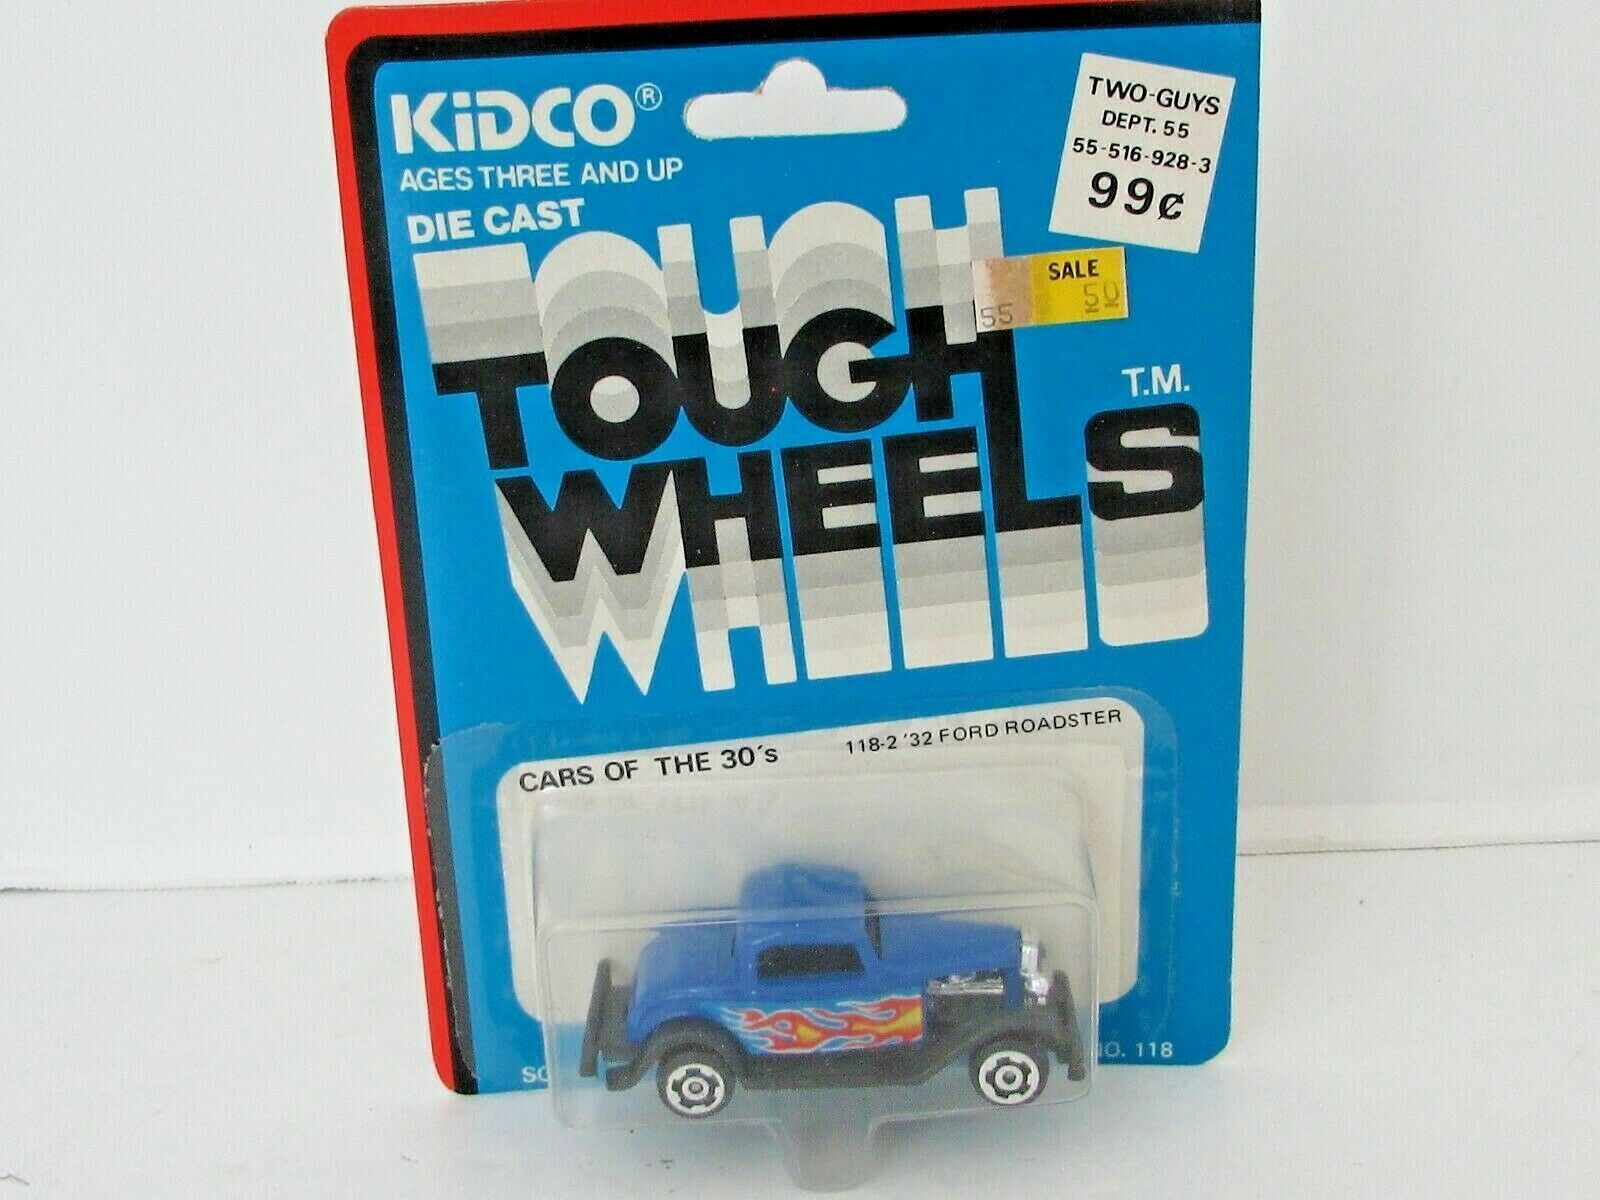 KiDCO®
AGES THREE AND UP
DIE CAST
TOUGH
WHEELS
T.M.
TWO-GUYS
DEPT. 55
55-516-928-3
99¢
SALE
55 50
CARS OF THE 30's
118-2 '32 FORD ROADSTER
NO. 118